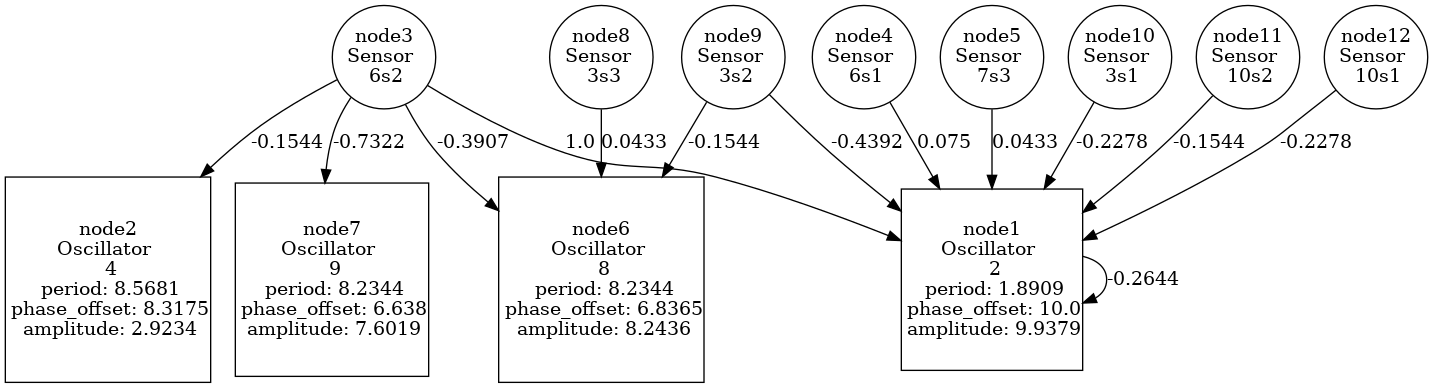 node3
Sensor
6s2
node8
Sensor
3s3
node9
Sensor
3s2
node4
Sensor
6s1
node5
Sensor
7s3
node10
Sensor
3s1
node11
Sensor
10s2
node12
Sensor
10s1
-0.1544
-0.7322
-0.3907
1.0
0.0433
-0.1544
-0.4392
0.075
0.0433
-0.2278
-0.1544
-0.2278
node2
Oscillator
4
period: 8.5681
phase_offset: 8.3175
amplitude: 2.9234
node7
Oscillator
9
period: 8.2344
phase_offset: 6.638
amplitude: 7.6019
node6
Oscillator
8
period: 8.2344
phase_offset: 6.8365
amplitude: 8.2436
node1
Oscillator
2
period: 1.8909
phase_offset: 10.0
amplitude: 9.9379
-0.2644